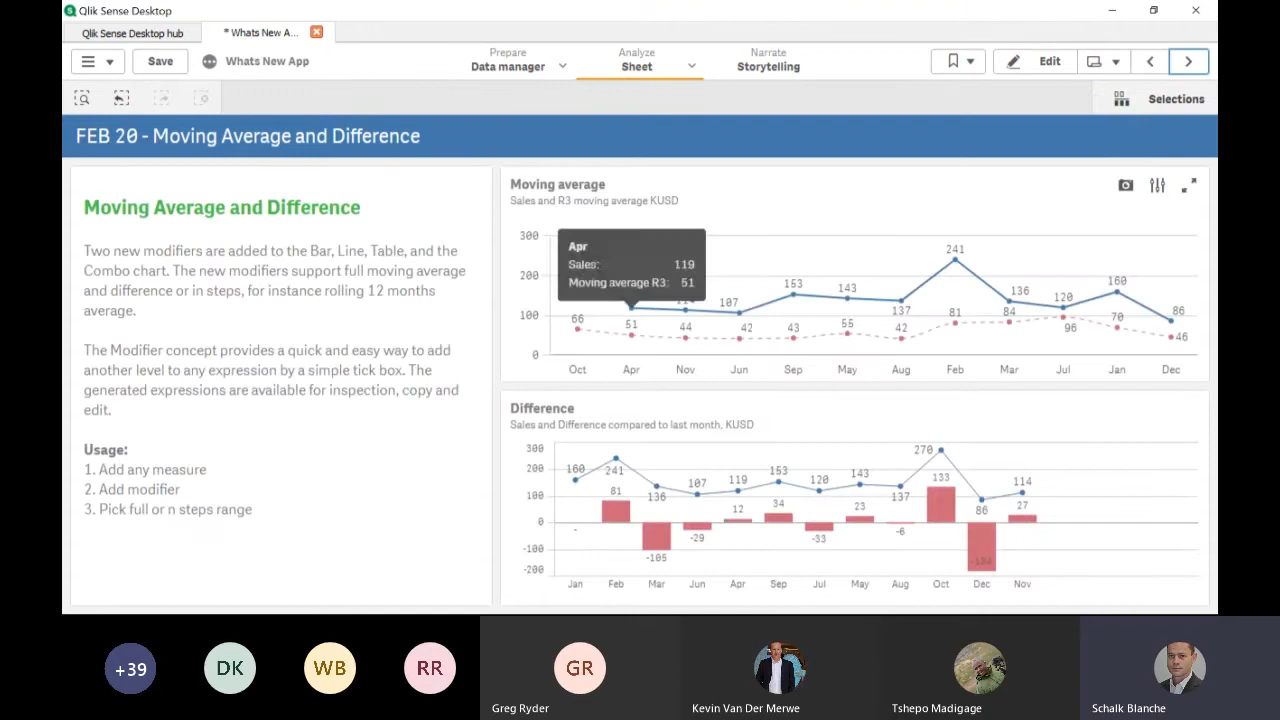 Qlik Sense Desktop
Qlik Sense Desktop hub
* Whats New A...
Save
Whats New App
Prepare
Data manager
Analyze
Sheet
Narrate
Storytelling
Edit
Selections
FEB 20 - Moving Average and Difference
Moving Average and Difference
Two new modifiers are added to the Bar, Line, Table, and the
Combo chart. The new modifiers support full moving average
and difference or in steps, for instance rolling 12 months
average.
The Modifier concept provides a quick and easy way to add
another level to any expression by a simple tick box. The
generated expressions are available for inspection, copy and
edit.
Usage:
1. Add any measure
2. Add modifier
3. Pick full or n steps range
Moving average
Sales and R3 moving average KUSD
300
200
100
0
Apr
Sales: 119
Moving average R3: 51
107 153 143 137 241 136 120 160 86
66 51 44 42 43 55 42 81 84 96 70 46
Oct Apr Nov Jun Sep May Aug Feb Mar Jul Jan Dec
Difference
Sales and Difference compared to last month, KUSD
300
200
100
0
-100
-200
160 241 136 107 119 153 120 143 137 270 86 114
- 81 -105 -29 12 34 -33 23 -6 133 -184 27
Jan Feb Mar Jun Apr Sep Jul May Aug Oct Dec Nov
+39
DK
WB
RR
GR
Greg Ryder
Kevin Van Der Merwe
Tshepo Madigage
Schalk Blanche